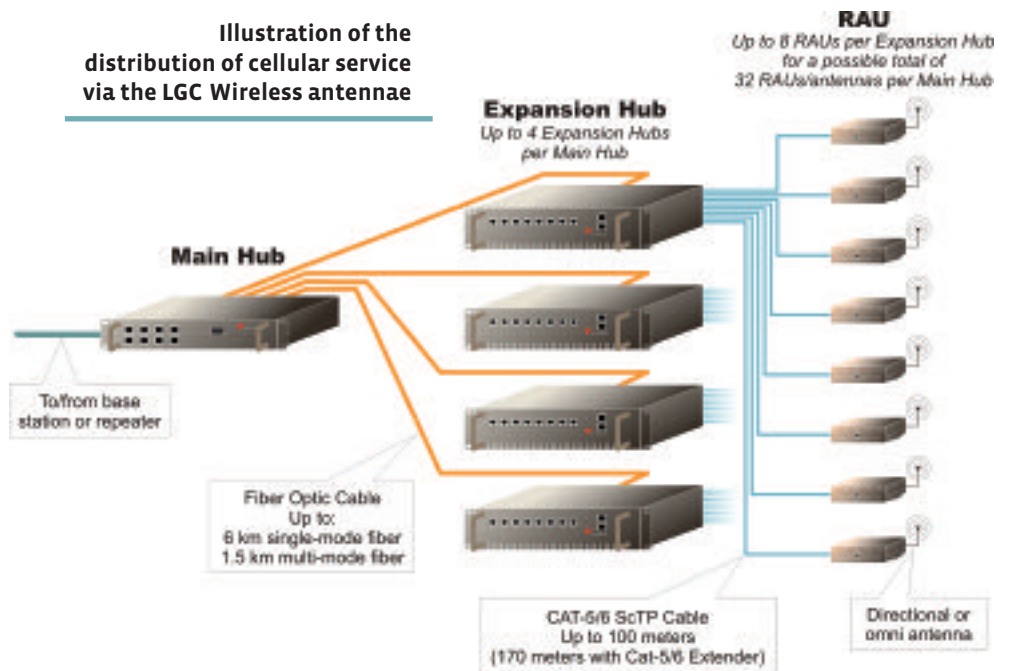 Illustration of the
distribution of cellular service
via the LGC Wireless antennae
RAU
Up to 8 RAUs per Expansion Hub
for a possible total of
32 RAUs/antennas per Main Hub
Expansion Hub
Up to 4 Expansion Hubs
per Main Hub
Main Hub
To/from base
station or repeater
Fiber Optic Cable
Up to:
6 km single-mode fiber
1.5 km multi-mode fiber
CAT-5/6 ScTP Cable
Up to 100 meters
(170 meters with Cat-5/6 Extender)
Directional or
omni antenna